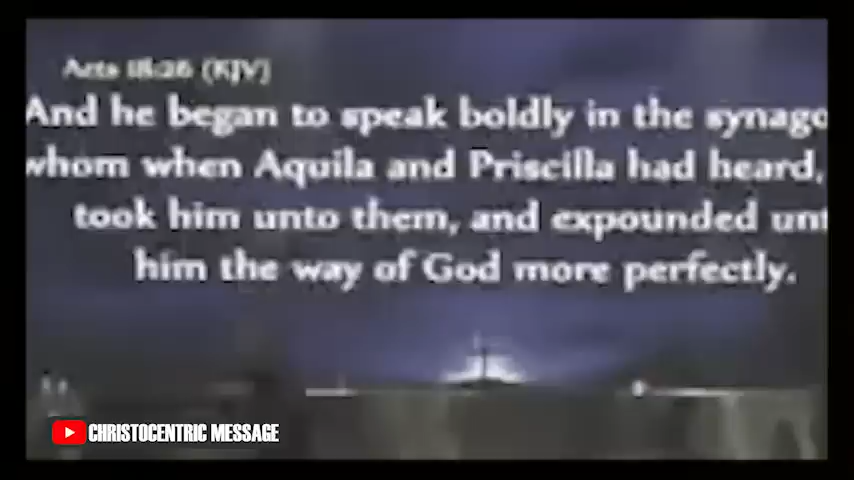 Acts 18:26 (KJV)
And he began to speak boldly in the synago
whom when Aquila and Priscilla had heard,
took him unto them, and expounded unt
him the way of God more perfectly.
CHRISTOCENTRIC MESSAGE